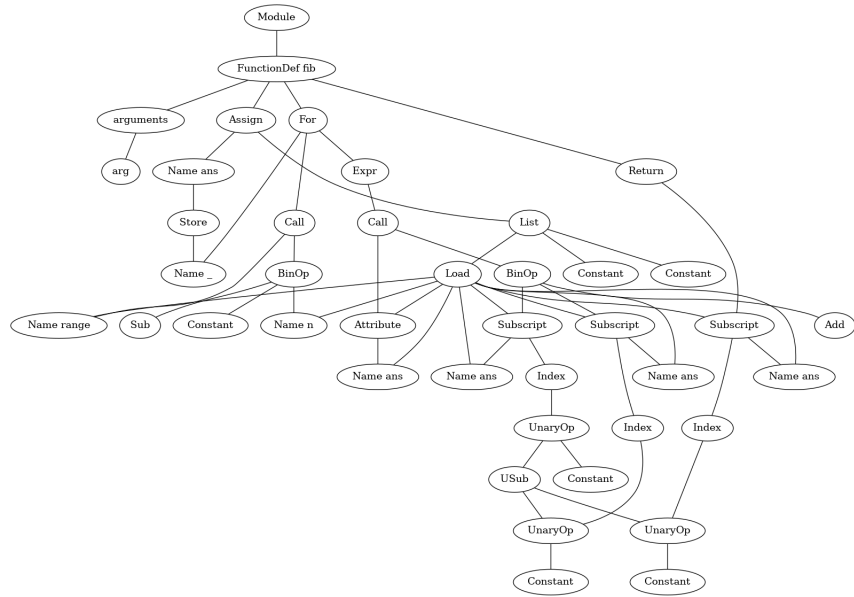 Module
FunctionDef fib
arguments
Assign
For
arg
Name ans
Expr
Return
Store
Call
Call
List
Name _
BinOp
Load
BinOp
Constant
Constant
Name range
Sub
Constant
Name n
Attribute
Subscript
Subscript
Subscript
Add
Name ans
Name ans
Index
Name ans
Name ans
UnaryOp
Index
Index
USub
Constant
UnaryOp
UnaryOp
Constant
Constant